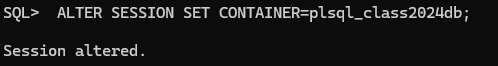 SQL>  ALTER SESSION SET CONTAINER=plsql_class2024db;
Session altered.